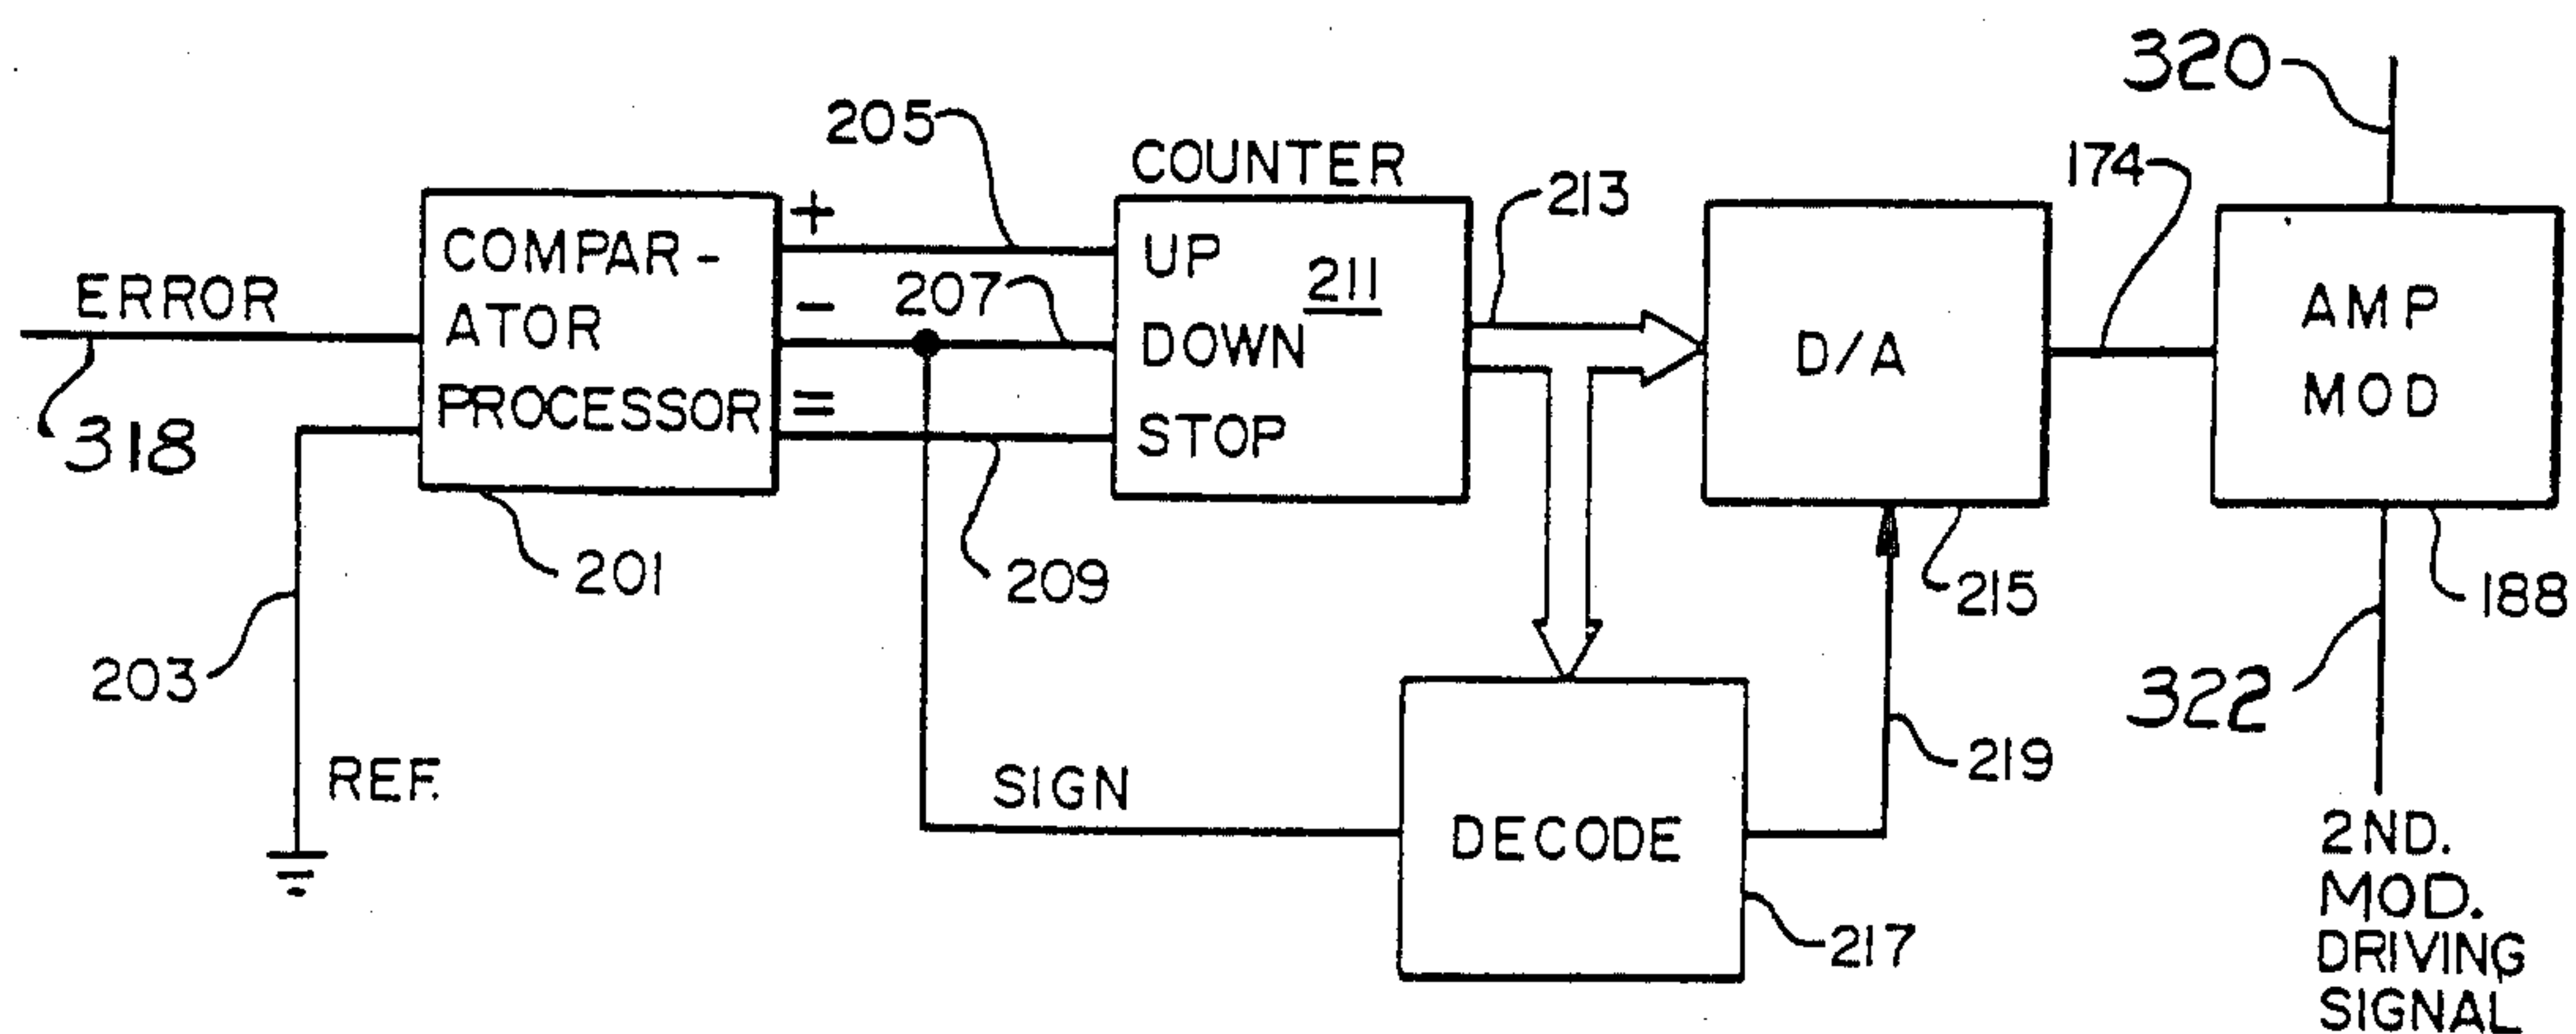 320
205
COUNTER
213
174
+
COMPAR-
ATOR
PROCESSOR
UP
211
ERROR
-
207
DOWN
D/A
AMP
MOD
=
STOP
318
201
209
215
188
203
322
REF.
SIGN
219
DECODE
2ND.
MOD.
DRIVING
SIGNAL
217